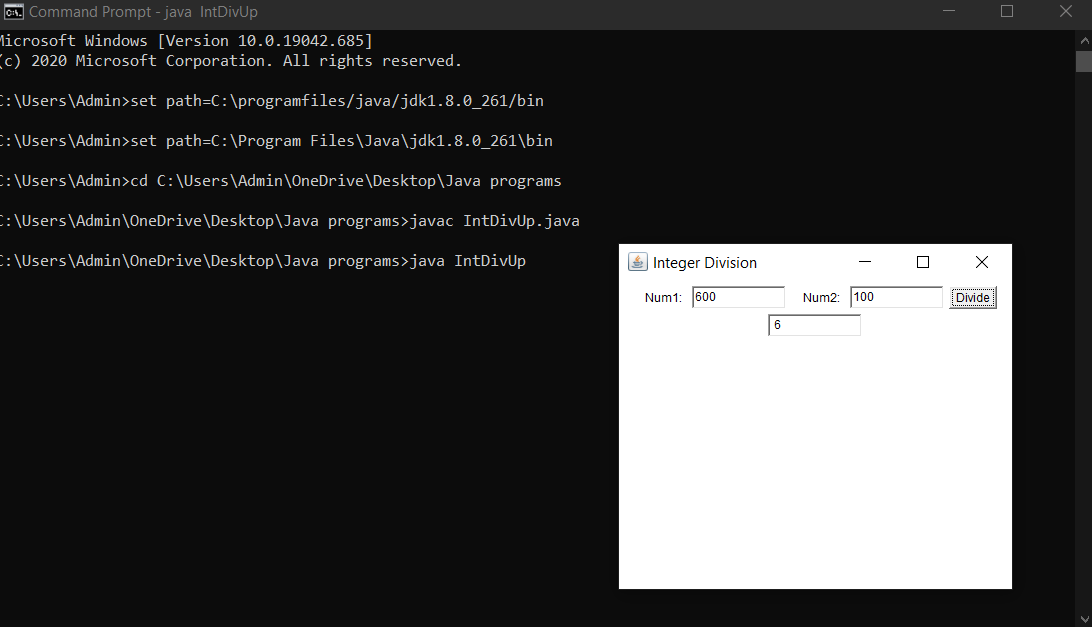 Command Prompt - java  IntDivUp
Microsoft Windows [Version 10.0.19042.685]
(c) 2020 Microsoft Corporation. All rights reserved.
C:\Users\Admin>set path=C:\programfiles/java/jdk1.8.0_261/bin
C:\Users\Admin>set path=C:\Program Files\Java\jdk1.8.0_261\bin
C:\Users\Admin>cd C:\Users\Admin\OneDrive\Desktop\Java programs
C:\Users\Admin\OneDrive\Desktop\Java programs>javac IntDivUp.java
C:\Users\Admin\OneDrive\Desktop\Java programs>java IntDivUp
Integer Division
Num1: 600 Num2: 100 Divide
6